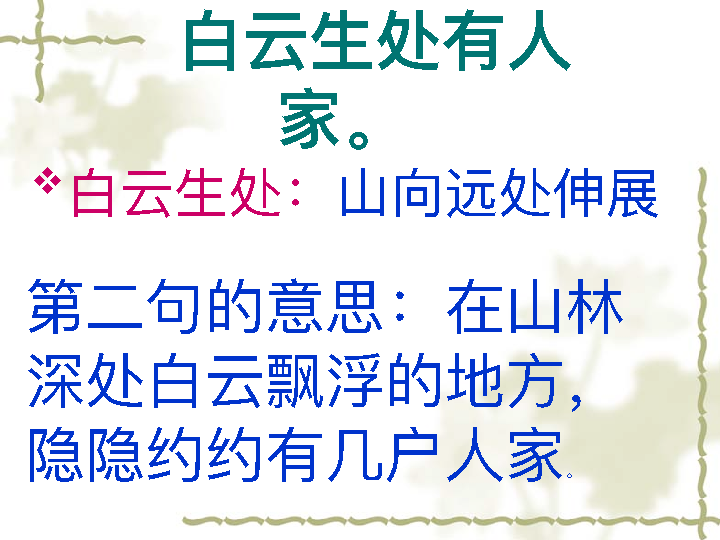 白云生处有人
家。
白云生处：山向远处伸展
第二句的意思：在山林
深处白云飘浮的地方，
隐隐约约有几户人家。